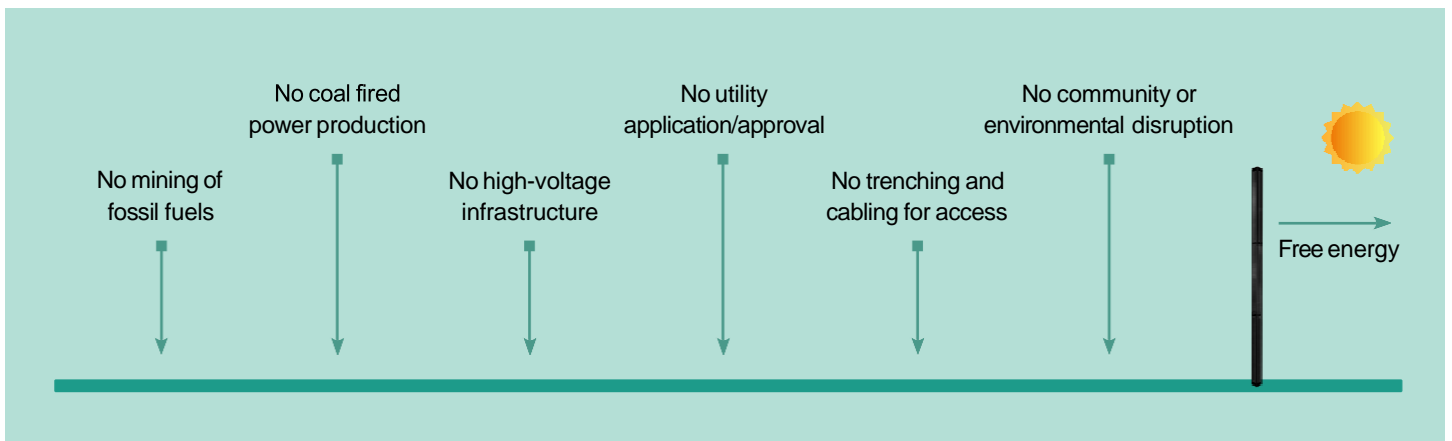 No mining of
fossil fuels
No coal fired
power production
No high-voltage
infrastructure
No utility
application/approval
No trenching and
cabling for access
No community or
environmental disruption
Free energy